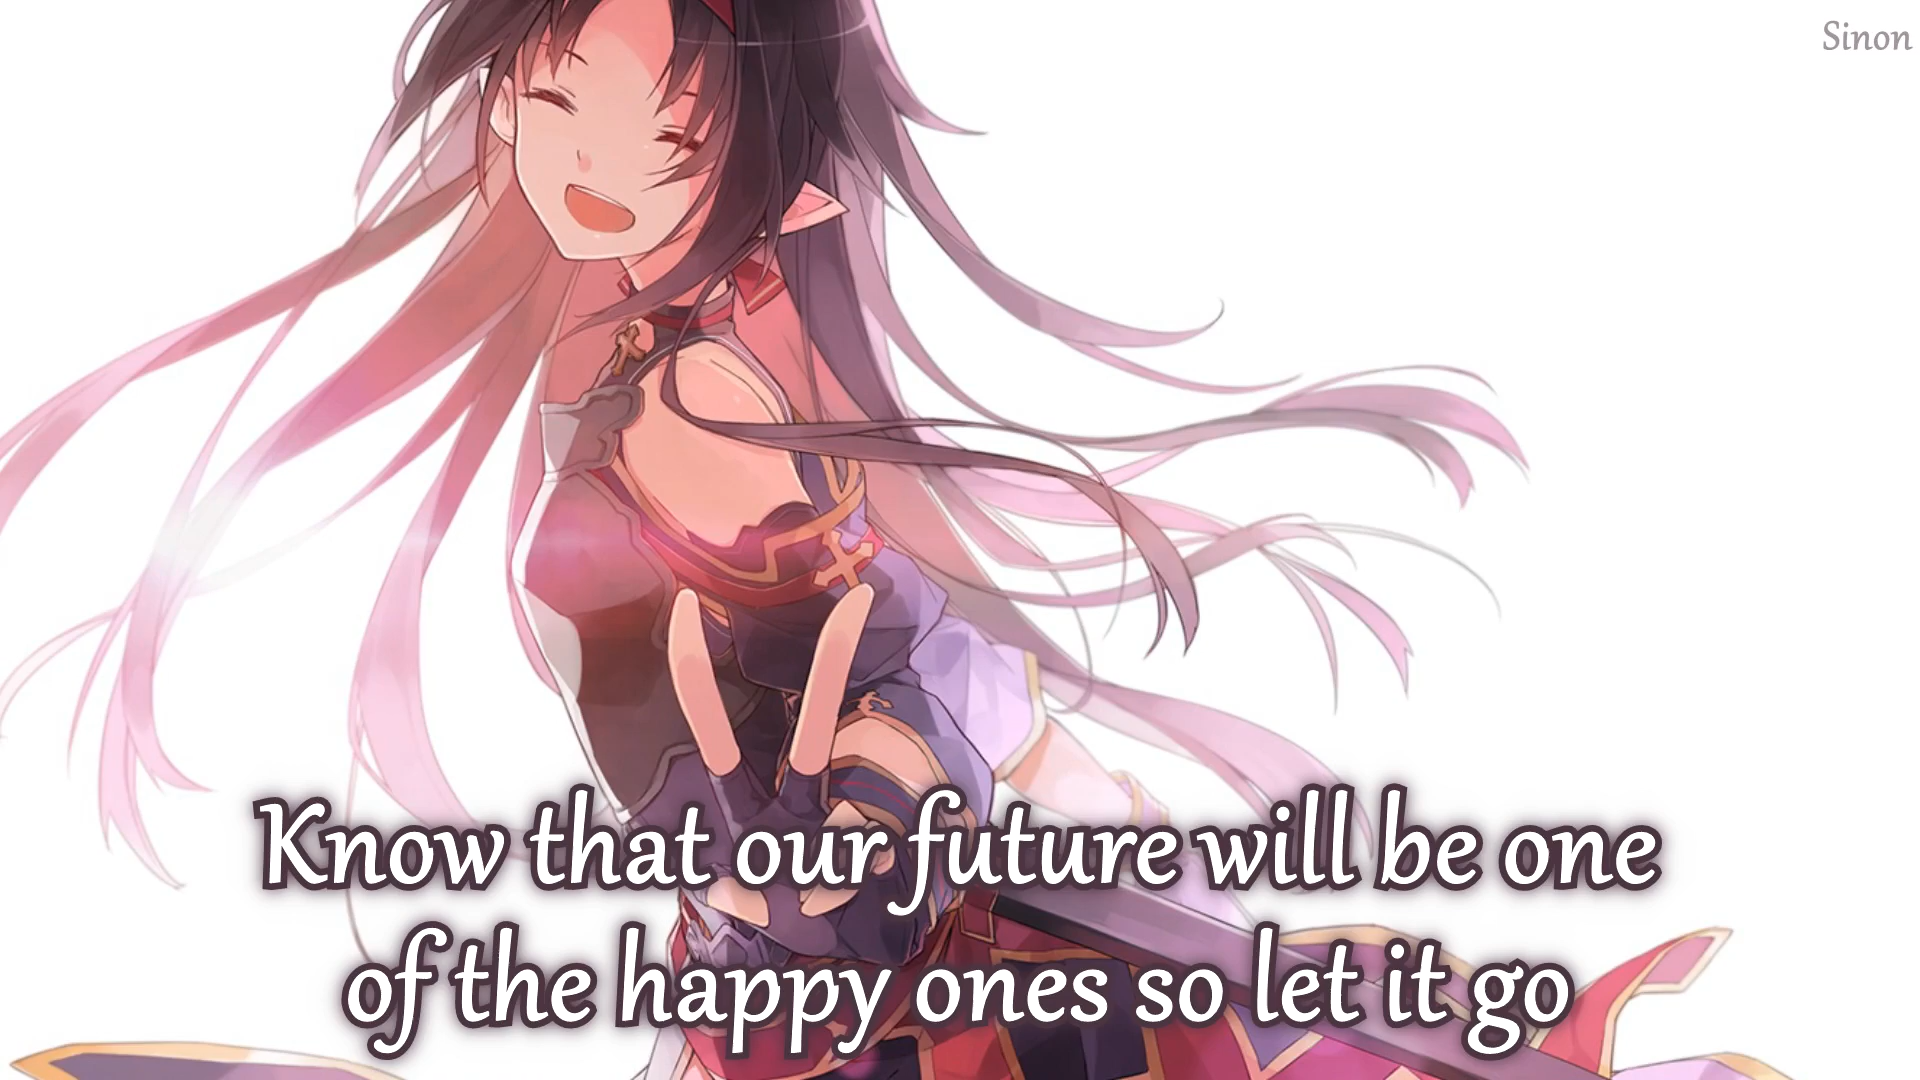 Sinon
Know that our future will be one
of the happy ones so let it go